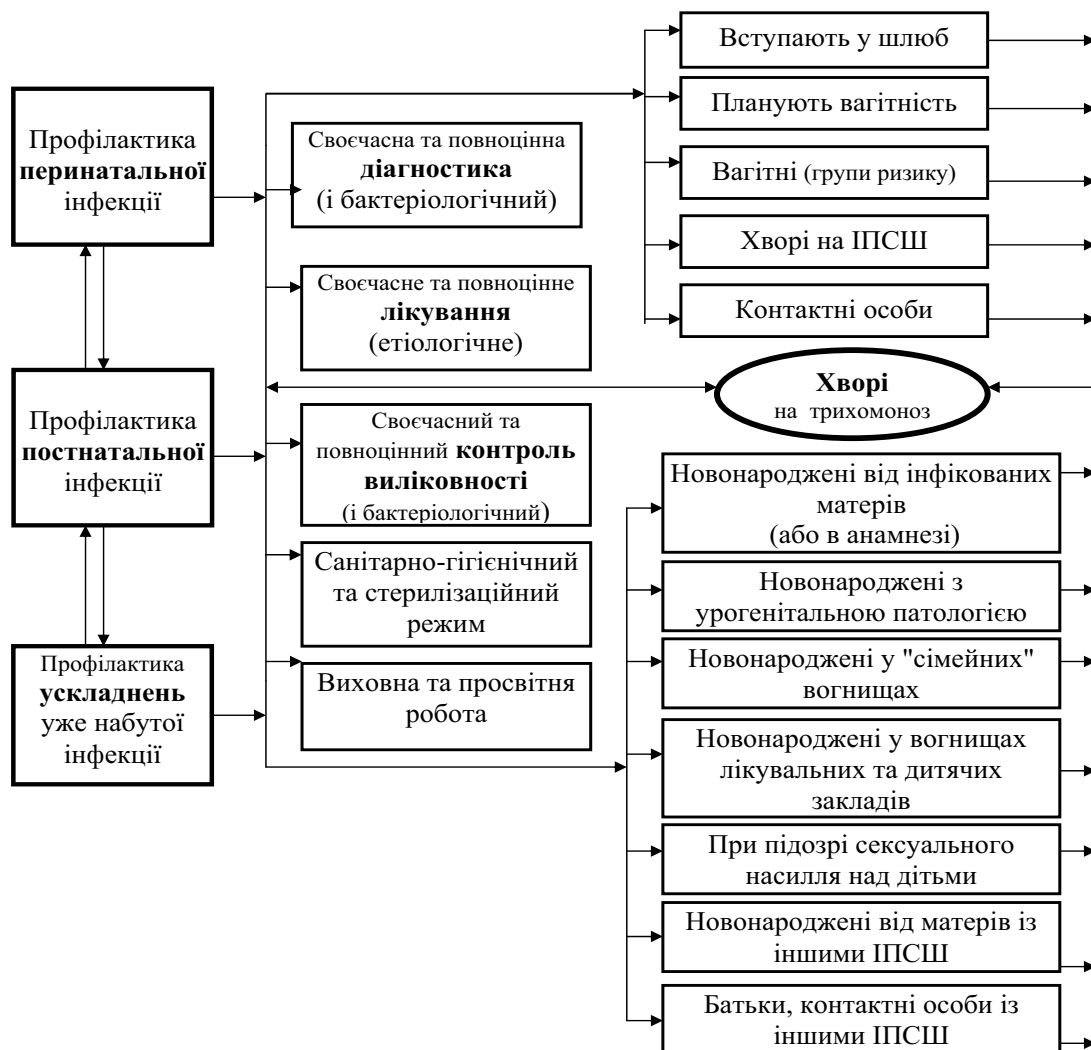 Профілактика
перинатальної
інфекції
Профілактика
постнатальної
інфекції
Профілактика
ускладнень
уже набутої
інфекції
Своєчасна та повноцінна
діагностика
(і бактеріологічний)
Своєчасне та повноцінне
лікування
(етіологічне)
Своєчасний та
повноцінний контроль
виліковності
(і бактеріологічний)
Санітарно-гігієнічний
та стерилізаційний
режим
Виховна та просвітня
робота
Вступають у шлюб
Планують вагітність
Вагітні (групи ризику)
Хворі на ІПСШ
Контактні особи
Хворі
на трихомоноз
Новонароджені від інфікованих
матерів
(або в анамнезі)
Новонароджені з
урогенітальною патологією
Новонароджені у "сімейних"
вогнищах
Новонароджені у вогнищах
лікувальних та дитячих
закладів
При підозрі сексуального
насилля над дітьми
Новонароджені від матерів із
іншими ІПСШ
Батьки, контактні особи із
іншими ІПСШ